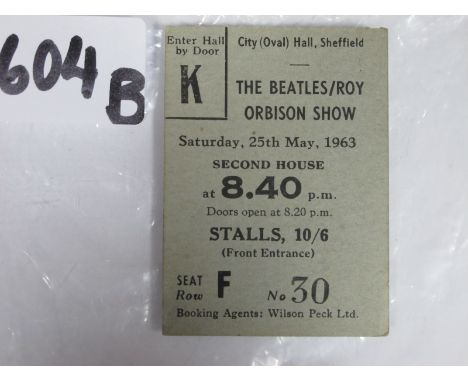 604
B
Enter Hall
by Door
K
City (Oval) Hall, Sheffield
THE BEATLES/ROY
ORBISON SHOW
Saturday, 25th May, 1963
SECOND HOUSE
at 8.40 p.m.
Doors open at 8.20 p.m.
STALLS, 10/6
(Front Entrance)
SEAT
Row F No 30
Booking Agents: Wilson Peck Ltd.